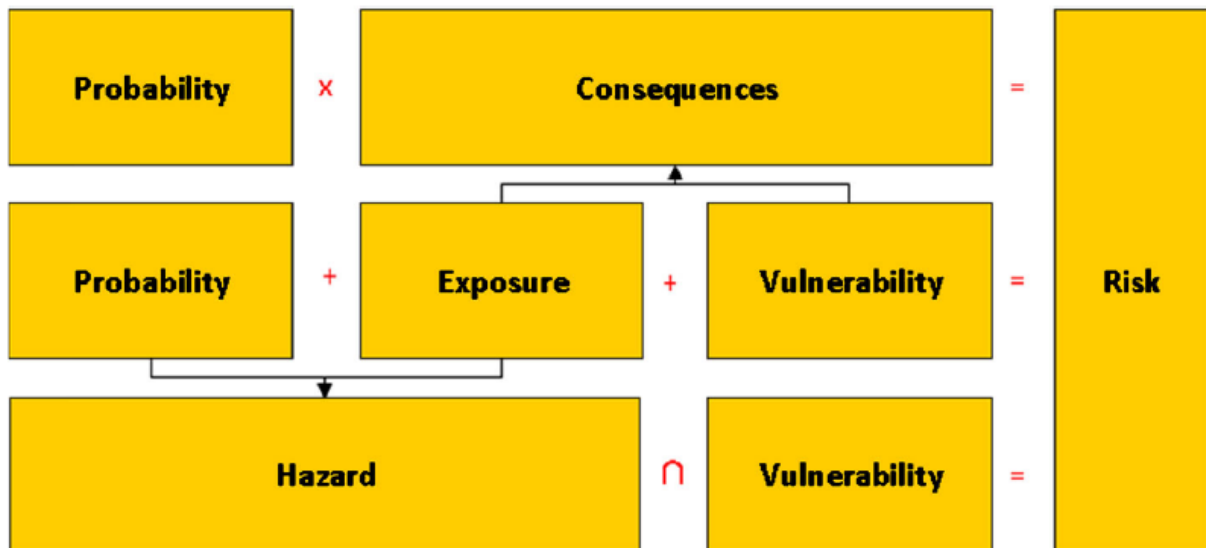 Probability x Consequences =
Probability + Exposure + Vulnerability = Risk
Hazard ∩ Vulnerability =